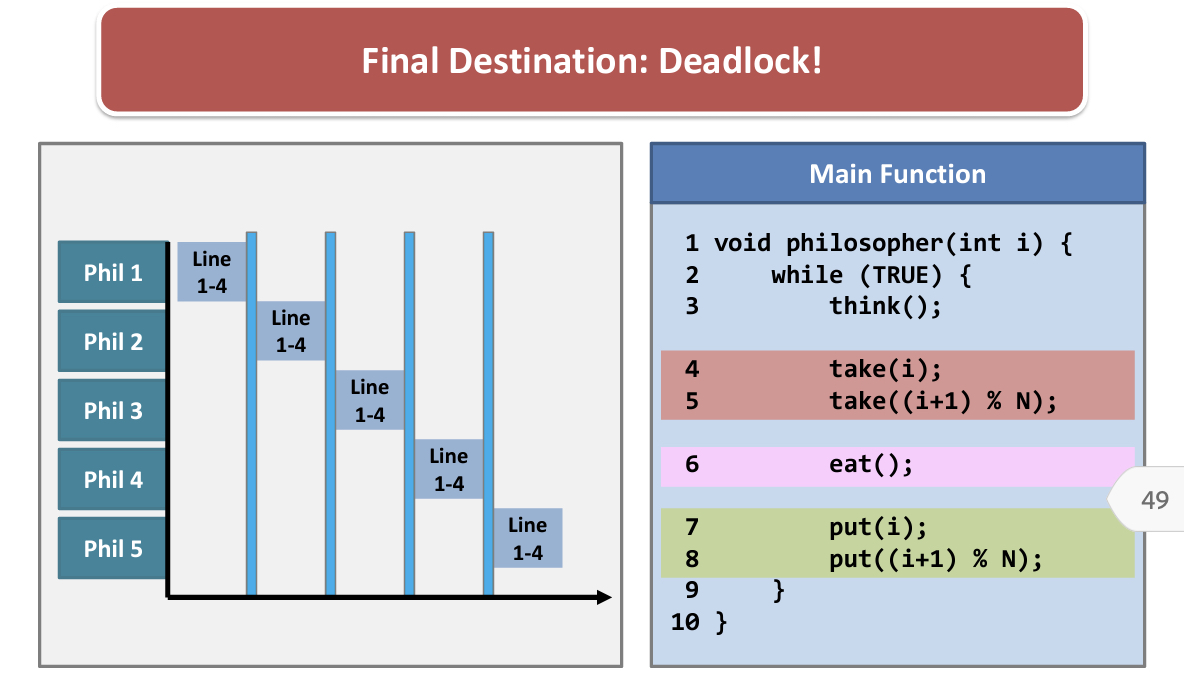 Final Destination: Deadlock!
Phil 1
Phil 2
Phil 3
Phil 4
Phil 5
Line
1-4
Line
1-4
Line
1-4
Line
1-4
Line
1-4
Main Function
1 void philosopher(int i) {
2     while (TRUE) {
3         think();
4         take(i);
5         take((i+1) % N);
6         eat();
7         put(i);
8         put((i+1) % N);
9     }
10 }
49